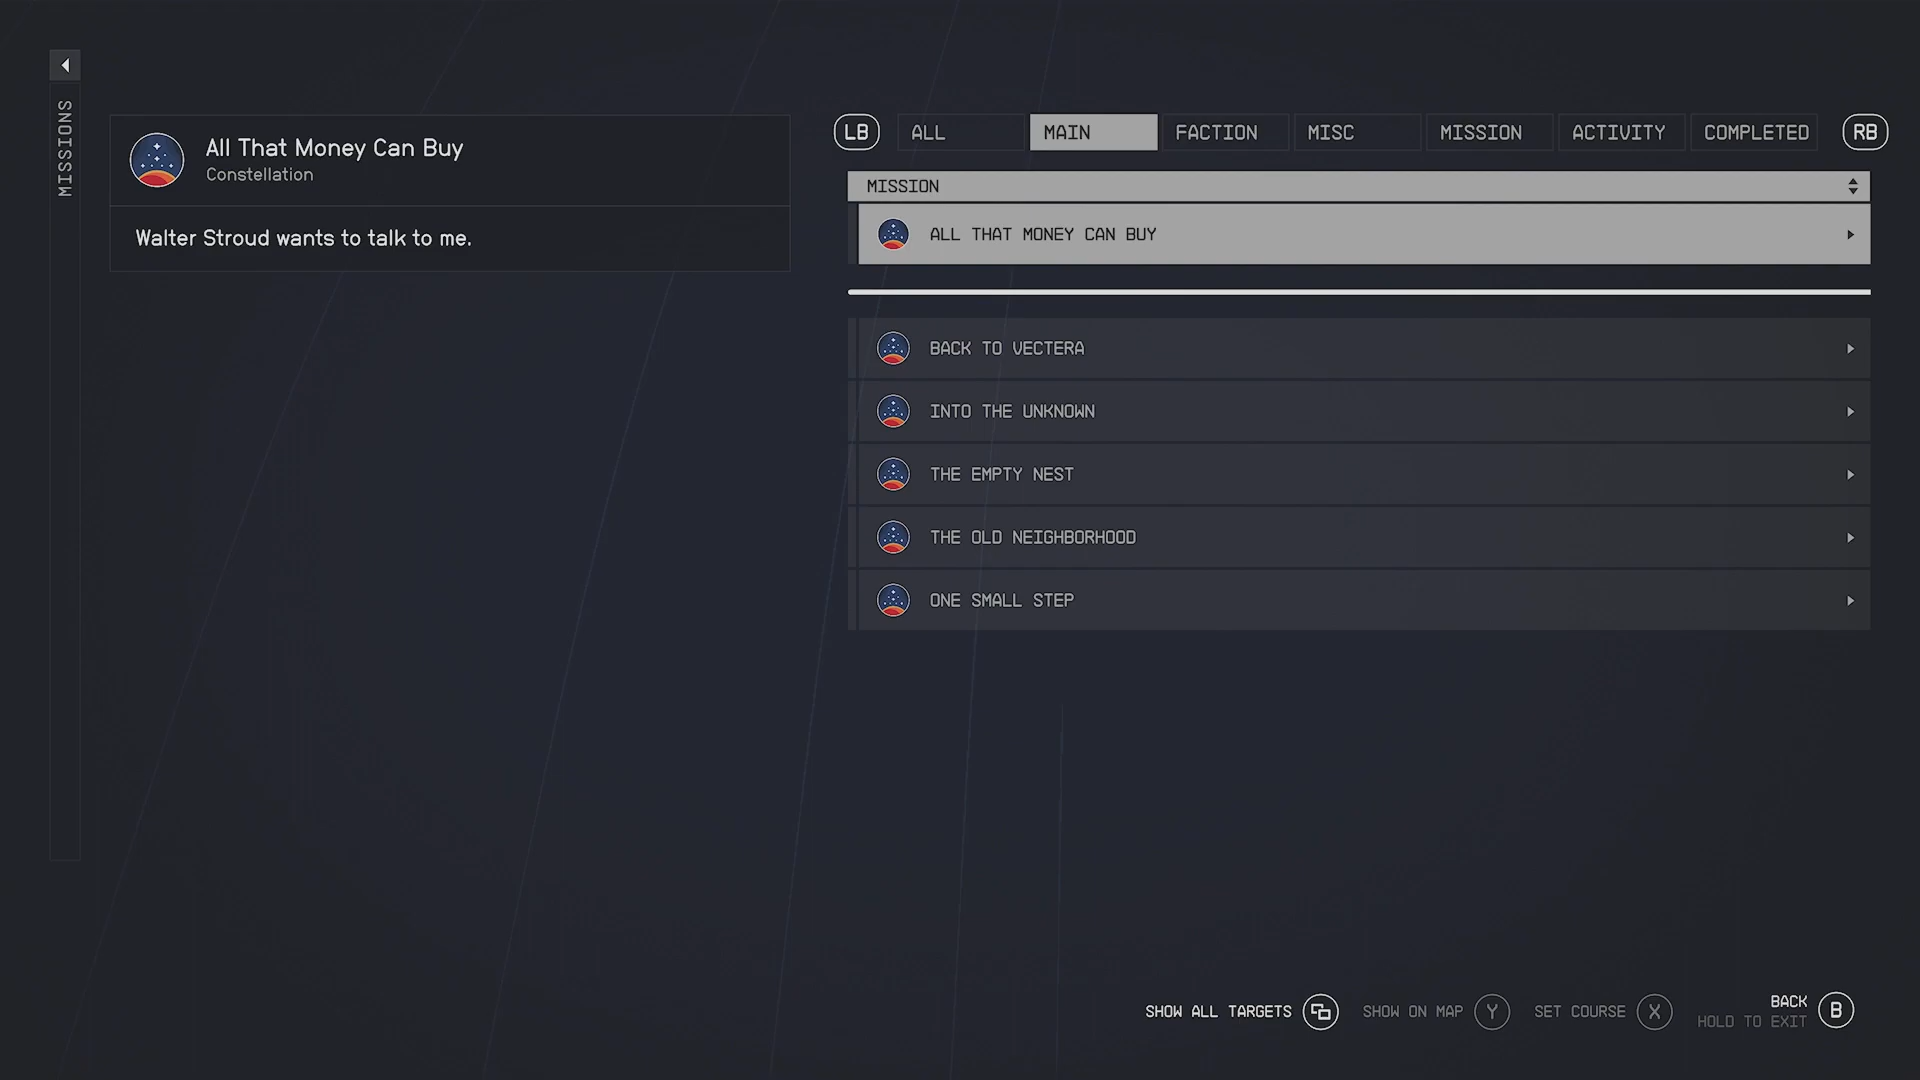 MISSIONS
All That Money Can Buy
Constellation
Walter Stroud wants to talk to me.
LB ALL MAIN FACTION MISC MISSION ACTIVITY COMPLETED RB
MISSION
ALL THAT MONEY CAN BUY
BACK TO VECTERA
INTO THE UNKNOWN
THE EMPTY NEST
THE OLD NEIGHBORHOOD
ONE SMALL STEP
SHOW ALL TARGETS SHOW ON MAP Y SET COURSE X BACK B
HOLD TO EXIT